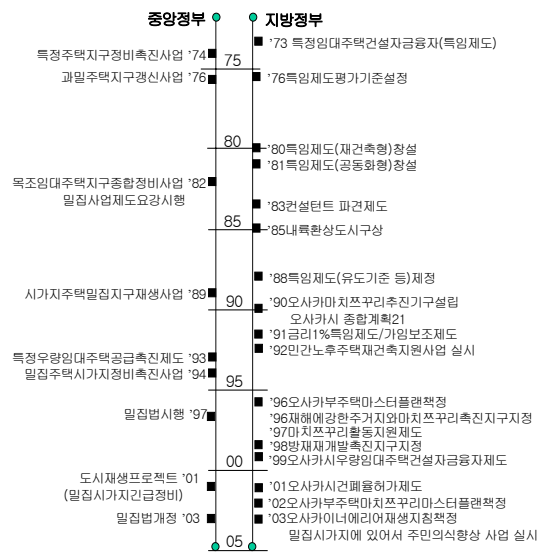 중앙정부 지방정부
'73 특정임대주택건설자금융자(특임제도)
특정주택지구정비촉진사업 '74
75
과밀주택지구갱신사업 '76
'76특임제도평가기준설정
80
'80특임제도(재건축형)창설
'81특임제도(공동화형)창설
목조임대주택지구종합정비사업 '82
밀집사업제도요강시행
'83컨설턴트 파견제도
85
'85내륙환상도시구상
'88특임제도(유도기준 등)제정
시가지주택밀집지구재생사업 '89
90
'90오사카마치쯔꾸리추진기구설립
오사카시 종합계획21
'91금리1%특임제도/가임보조제도
'92민간노후주택재건축지원사업 실시
특정우량임대주택공급촉진제도 '93
밀집주택시가지정비촉진사업 '94
95
'96오사카부주택마스터플랜책정
밀집법시행 '97
'96재해에강한주거지와마치쯔꾸리촉진지구지정
'97마치쯔꾸리활동지원제도
'98방재재개발촉진지구지정
'99오사카시우량임대주택건설자금융자제도
00
도시재생프로젝트 '01
(밀집시가지긴급정비)
'01오사카시건폐율허가제도
'02오사카부주택마치쯔꾸리마스터플랜책정
밀집법개정 '03
'03오사카이너에리어재생지침책정
밀집시가지에 있어서 주민의식향상 사업 실시
05